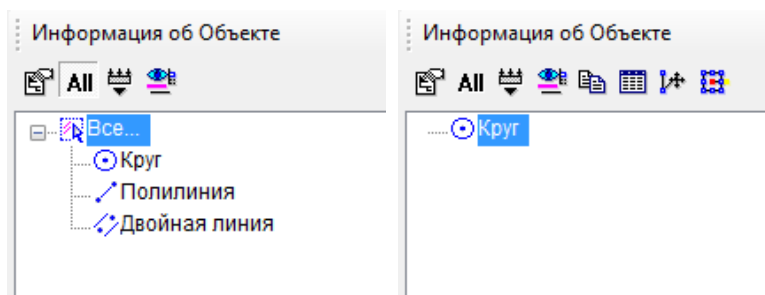 Информация об Объекте
All
Все...
Круг
Полилиния
Двойная линия
Информация об Объекте
All
Круг